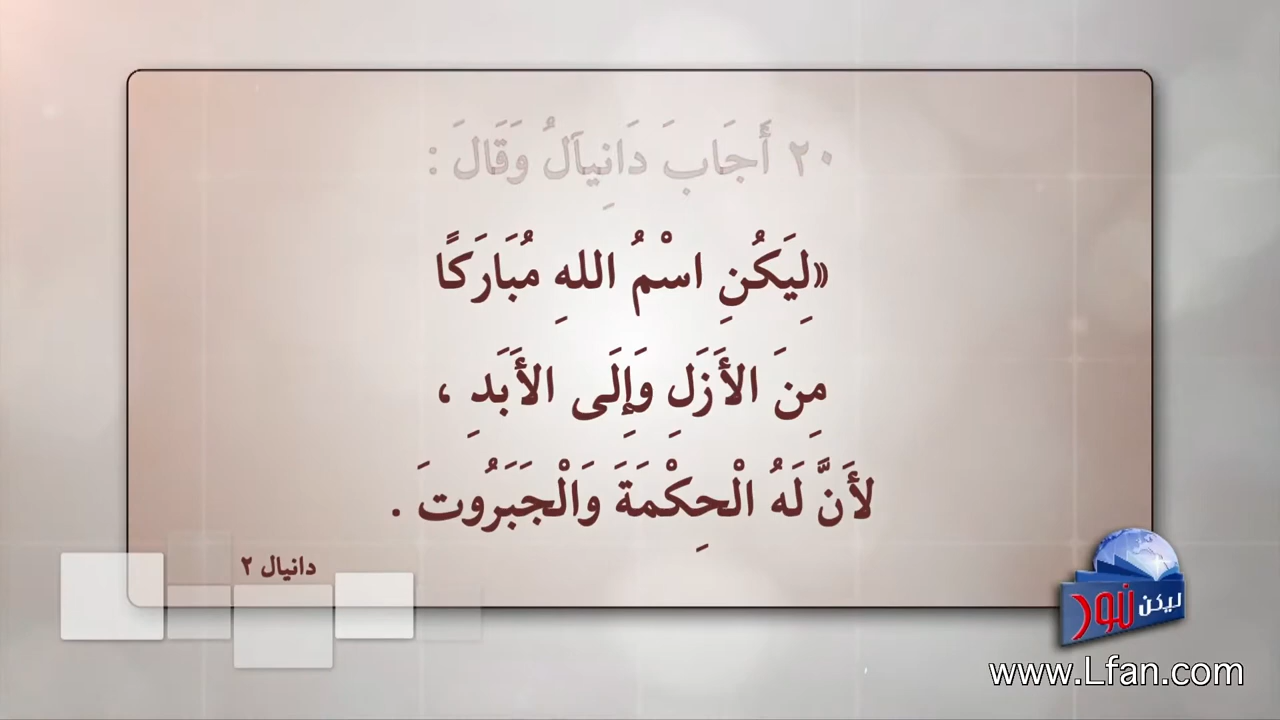 ٢٠ أَجَابَ دَانِيآلُ وَقَالَ :
«لِيَكُنِ اسْمُ اللهِ مُبَارَكًا
مِنَ الأَزَلِ وَإِلَى الأَبَدِ ،
لأَنَّ لَهُ الْحِكْمَةَ وَالْجَبَرُوتَ .
دانيال ٢
ليكن نور
www.Lfan.com